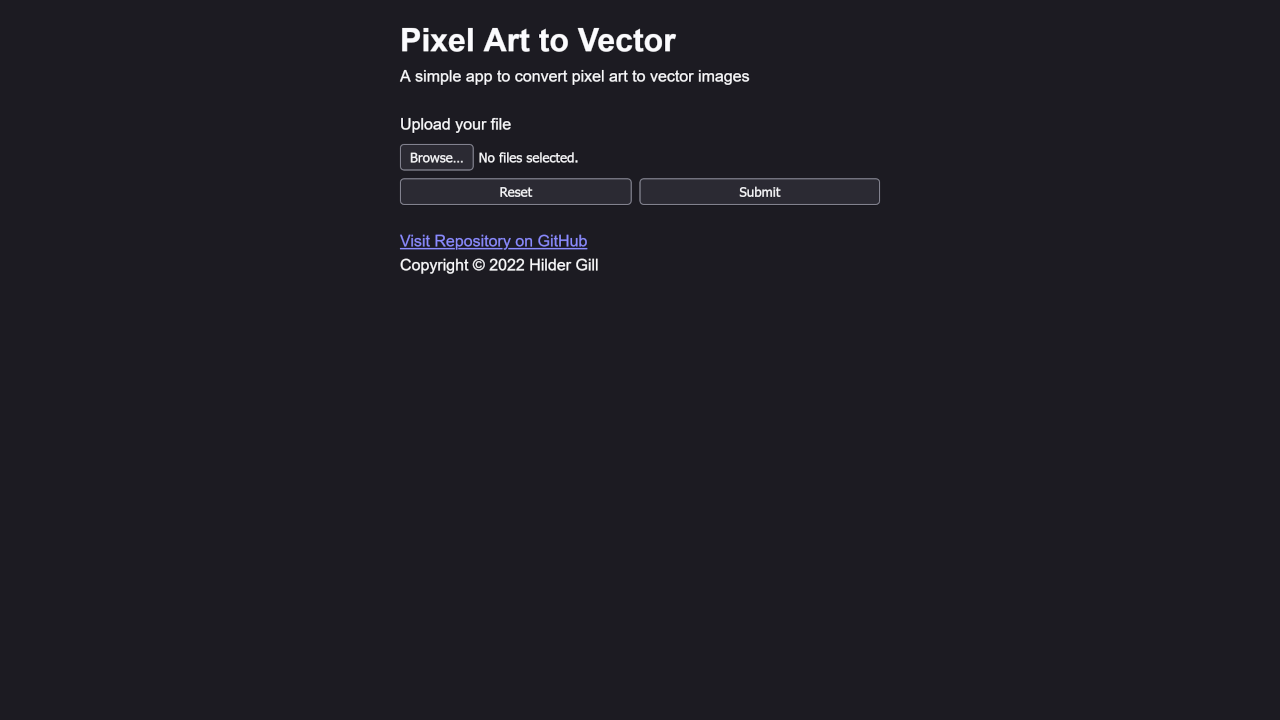 Pixel Art to Vector
A simple app to convert pixel art to vector images
Upload your file
Browse... No files selected.
Reset Submit
Visit Repository on GitHub
Copyright © 2022 Hilder Gill